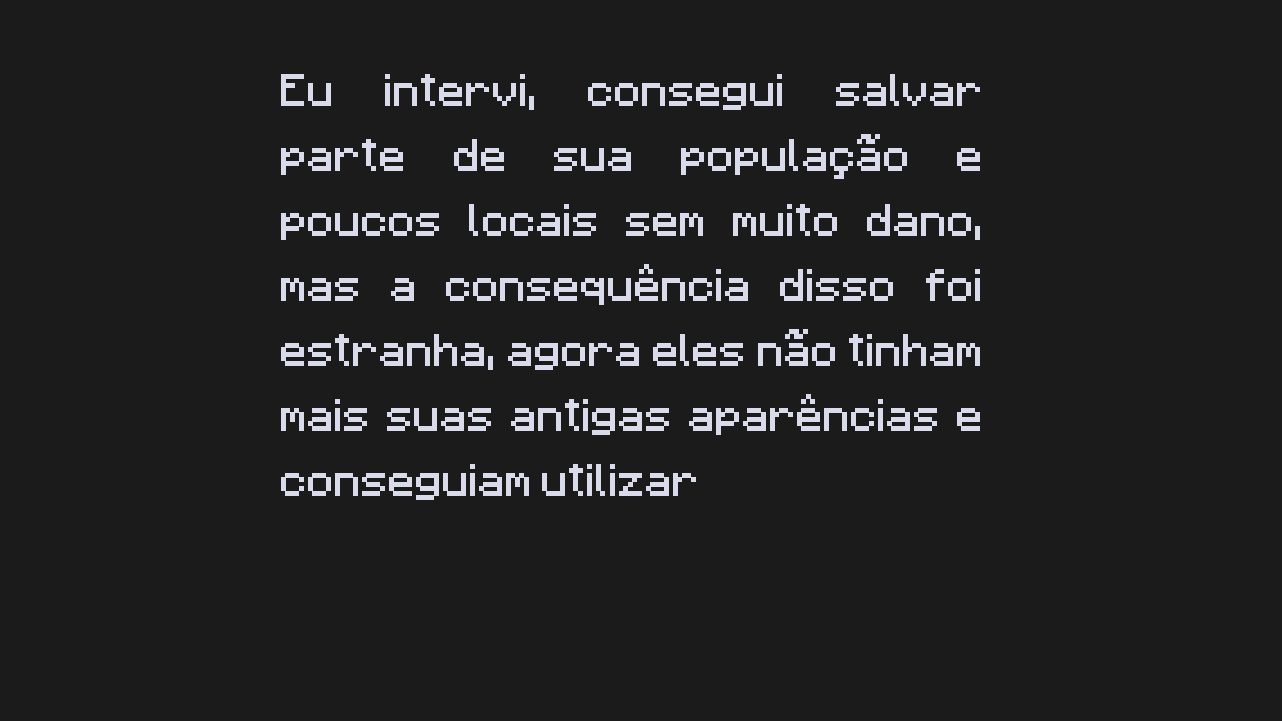 Eu intervi, consegui salvar
parte de sua população e
poucos locais sem muito dano,
mas a consequência disso foi
estranha, agora eles não tinham
mais suas antigas aparências e
conseguiam utilizar